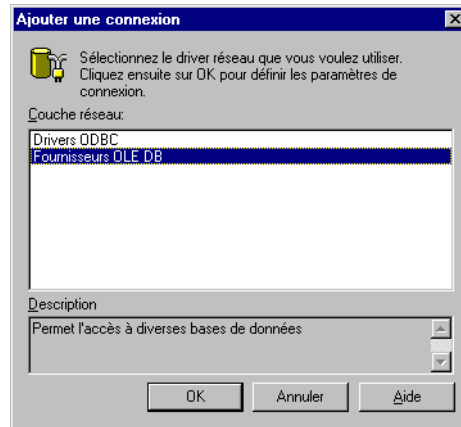 Ajouter une connexion
Sélectionnez le driver réseau que vous voulez utiliser.
Cliquez ensuite sur OK pour définir les paramètres de
connexion.
Couche réseau:
Drivers ODBC
Fournisseurs OLE DB
Description
Permet l'accès à diverses bases de données
OK
Annuler
Aide